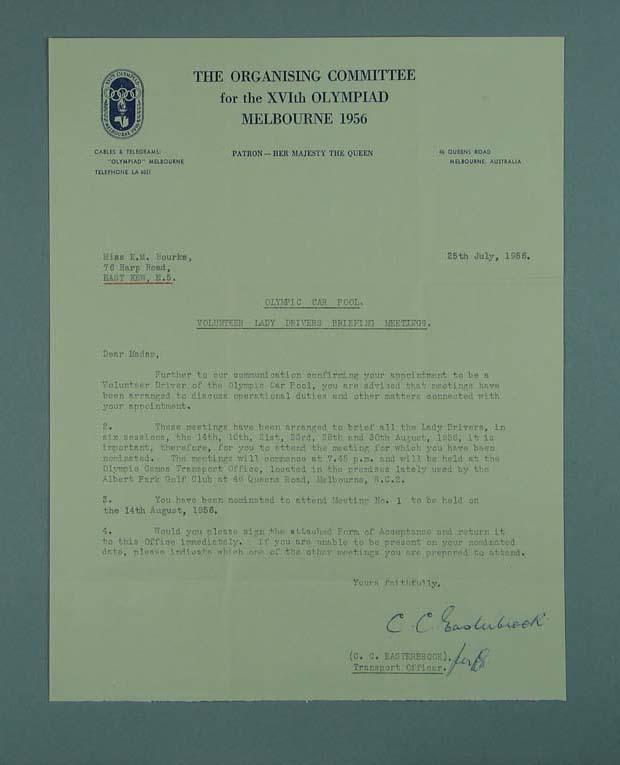 THE ORGANISING COMMITTEE
for the XVIth OLYMPIAD
MELBOURNE 1956
CABLES & TELEGRAMS:
"OLYMPIAD" MELBOURNE
TELEPHONE LA 6051
PATRON — HER MAJESTY THE QUEEN
46 QUEENS ROAD
MELBOURNE, AUSTRALIA
Miss K.M. Bourke,
76 Harp Road,
EAST KEW, E.5.
25th July, 1956.
OLYMPIC CAR POOL.
VOLUNTEER LADY DRIVERS BRIEFING MEETINGS.
Dear Madam,
Further to our communication confirming your appointment to be a
Volunteer Driver of the Olympic Car Pool, you are advised that meetings have
been arranged to discuss operational duties and other matters connected with
your appointment.
2. These meetings have been arranged to brief all the Lady Drivers, in
six sessions, the 14th, 16th, 21st, 23rd, 28th and 30th August, 1956, it is
important, therefore, for you to attend the meeting for which you have been
nominated. The meetings will commence at 7.45 p.m. and will be held at the
Olympic Games Transport Office, located in the premises lately used by the
Albert Park Golf Club at 46 Queens Road, Melbourne, S.C.2.
3. You have been nominated to attend Meeting No. 1 to be held on
the 14th August, 1956.
4. Would you please sign the attached Form of Acceptance and return it
to this Office immediately. If you are unable to be present on your nominated
date, please indicate which one of the other meetings you are prepared to attend.
Yours faithfully,
C. C. Easterbrook
(C. C. EASTERBROOK).
Transport Officer.